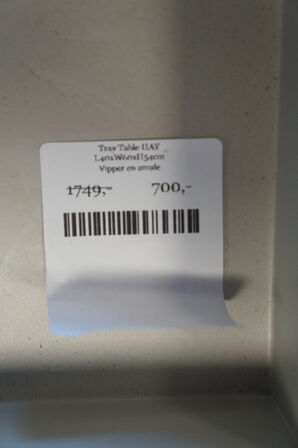 Tray Table HAY
L40xW60xH54cm
Vipper en smule
1749,- 700,-